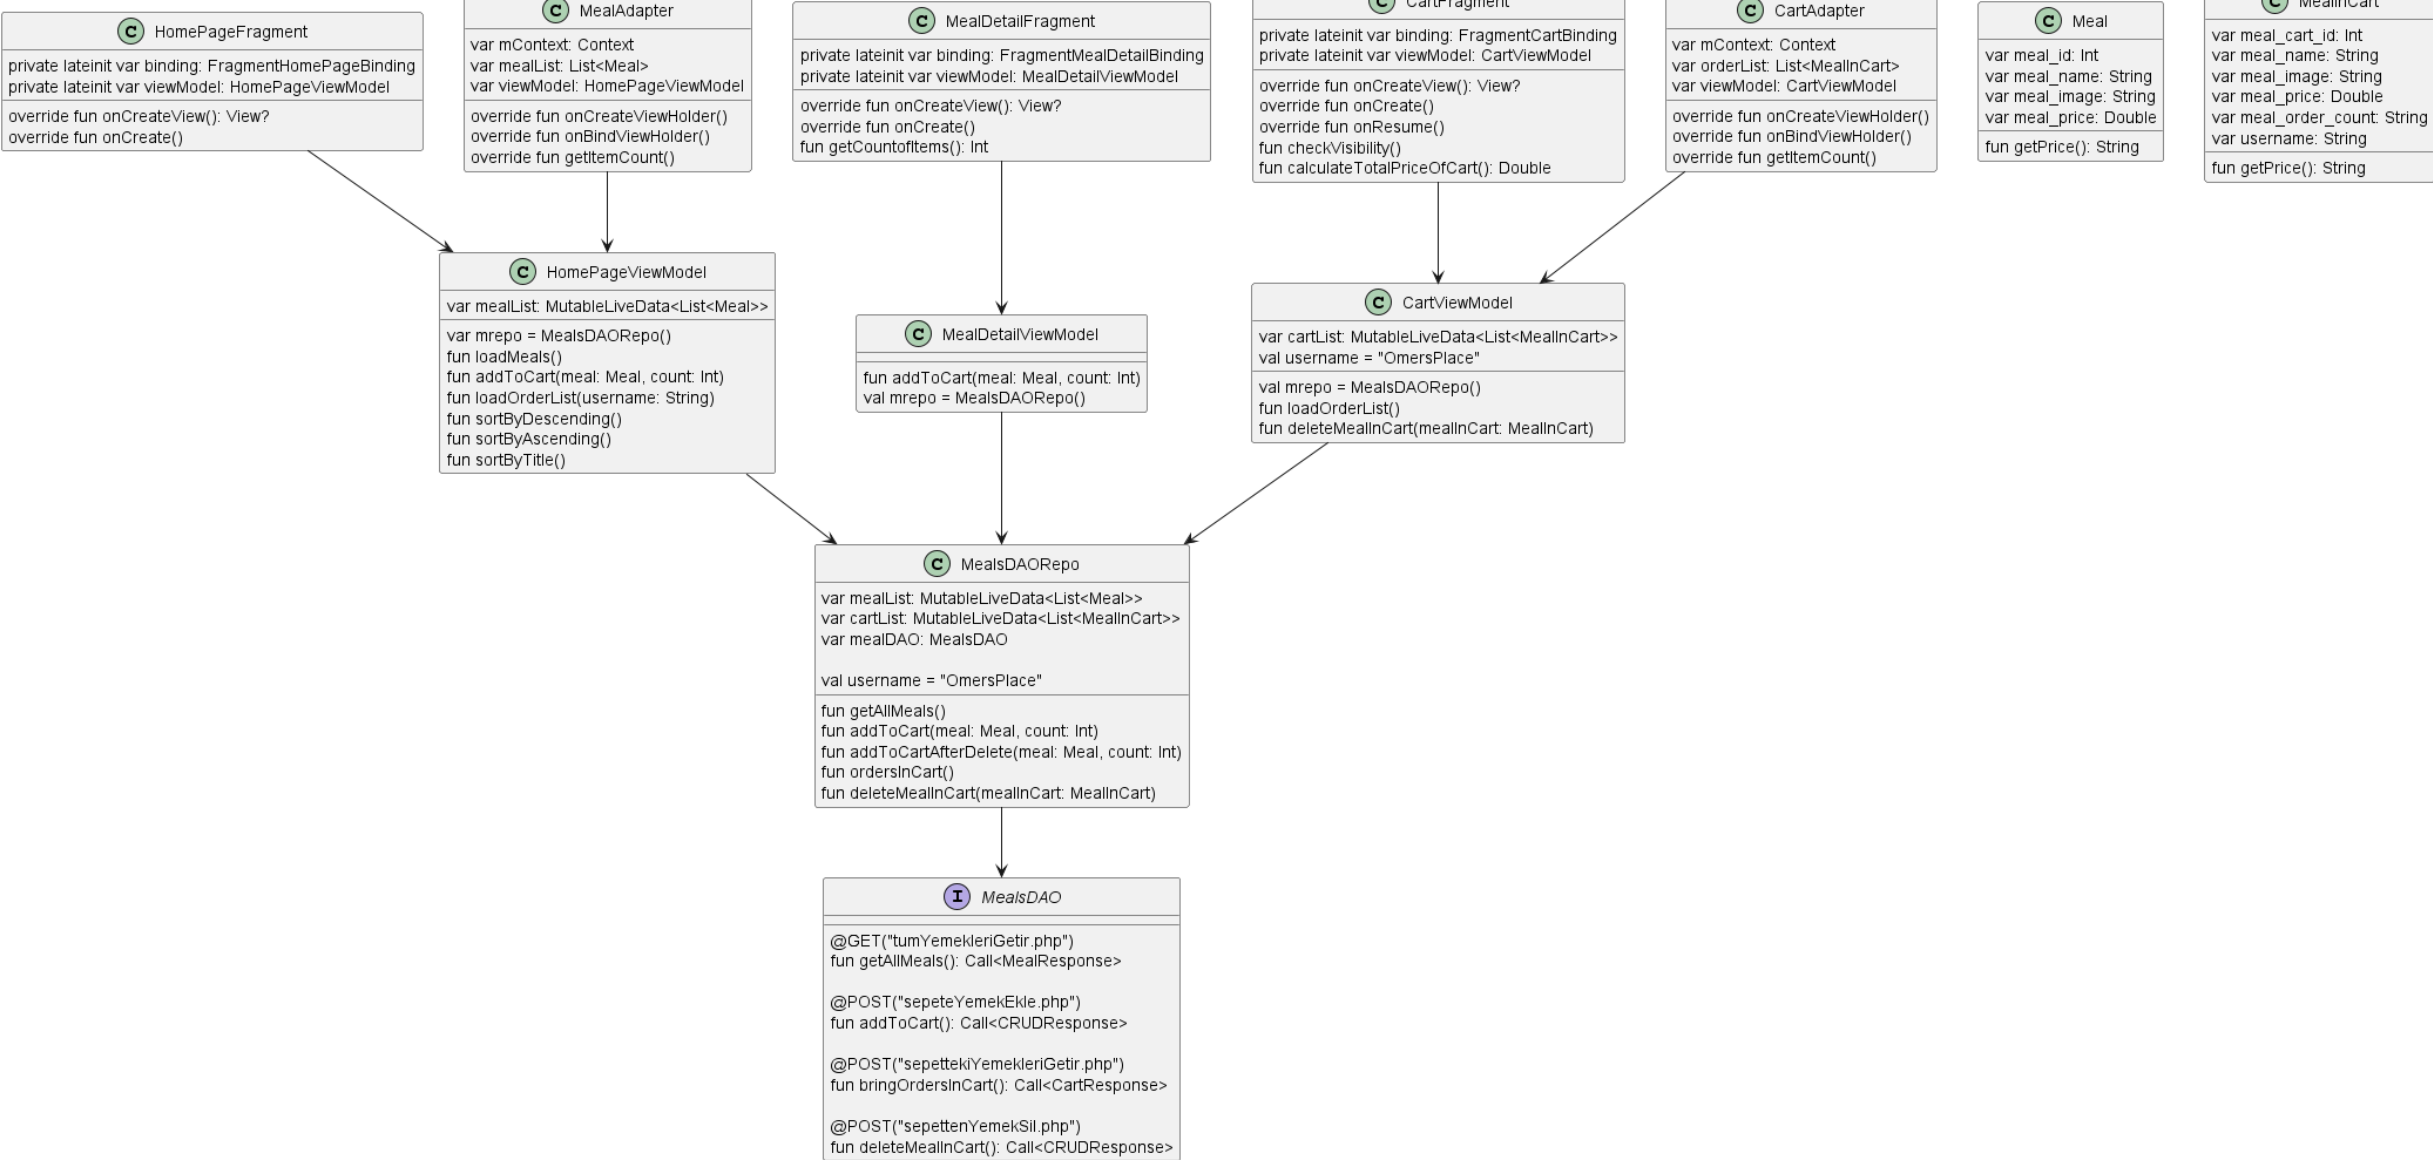 C HomePageFragment
private lateinit var binding: FragmentHomePageBinding
private lateinit var viewModel: HomePageViewModel
override fun onCreateView(): View?
override fun onCreate()
C MealAdapter
var mContext: Context
var mealList: List<Meal>
var viewModel: HomePageViewModel
override fun onCreateViewHolder()
override fun onBindViewHolder()
override fun getItemCount()
C MealDetailFragment
private lateinit var binding: FragmentMealDetailBinding
private lateinit var viewModel: MealDetailViewModel
override fun onCreateView(): View?
override fun onCreate()
fun getCountofItems(): Int
C CartFragment
private lateinit var binding: FragmentCartBinding
private lateinit var viewModel: CartViewModel
override fun onCreateView(): View?
override fun onCreate()
override fun onResume()
fun checkVisibility()
fun calculateTotalPriceOfCart(): Double
C CartAdapter
var mContext: Context
var orderList: List<MealInCart>
var viewModel: CartViewModel
override fun onCreateViewHolder()
override fun onBindViewHolder()
override fun getItemCount()
C Meal
var meal_id: Int
var meal_name: String
var meal_image: String
var meal_price: Double
fun getPrice(): String
C MealInCart
var meal_cart_id: Int
var meal_name: String
var meal_image: String
var meal_price: Double
var meal_order_count: String
var username: String
fun getPrice(): String
C HomePageViewModel
var mealList: MutableLiveData<List<Meal>>
var mrepo = MealsDAORepo()
fun loadMeals()
fun addToCart(meal: Meal, count: Int)
fun loadOrderList(username: String)
fun sortByDescending()
fun sortByAscending()
fun sortByTitle()
C MealDetailViewModel
fun addToCart(meal: Meal, count: Int)
val mrepo = MealsDAORepo()
C CartViewModel
var cartList: MutableLiveData<List<MealInCart>>
val username = "OmersPlace"
val mrepo = MealsDAORepo()
fun loadOrderList()
fun deleteMealInCart(mealInCart: MealInCart)
C MealsDAORepo
var mealList: MutableLiveData<List<Meal>>
var cartList: MutableLiveData<List<MealInCart>>
var mealDAO: MealsDAO
val username = "OmersPlace"
fun getAllMeals()
fun addToCart(meal: Meal, count: Int)
fun addToCartAfterDelete(meal: Meal, count: Int)
fun ordersInCart()
fun deleteMealInCart(mealInCart: MealInCart)
I MealsDAO
@GET("tumYemekleriGetir.php")
fun getAllMeals(): Call<MealResponse>
@POST("sepeteYemekEkle.php")
fun addToCart(): Call<CRUDResponse>
@POST("sepettekiYemekleriGetir.php")
fun bringOrdersInCart(): Call<CartResponse>
@POST("sepettenYemekSil.php")
fun deleteMealInCart(): Call<CRUDResponse>